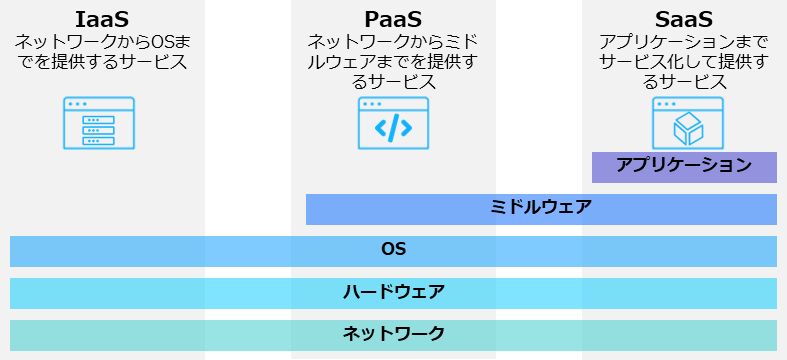 IaaS
ネットワークからOSま
でを提供するサービス
PaaS
ネットワークからミド
ルウェアまでを提供す
るサービス
SaaS
アプリケーションまで
サービス化して提供す
るサービス
アプリケーション
ミドルウェア
OS
ハードウェア
ネットワーク